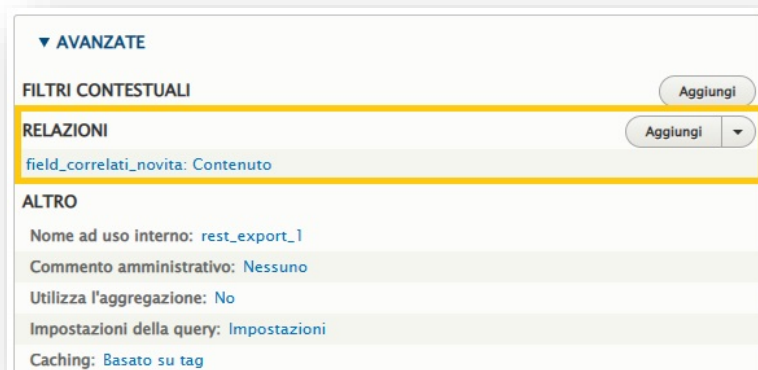 ▼ AVANZATE
FILTRI CONTESTUALI Aggiungi
RELAZIONI Aggiungi
field_correlati_novita: Contenuto
ALTRO
Nome ad uso interno: rest_export_1
Commento amministrativo: Nessuno
Utilizza l'aggregazione: No
Impostazioni della query: Impostazioni
Caching: Basato su tag